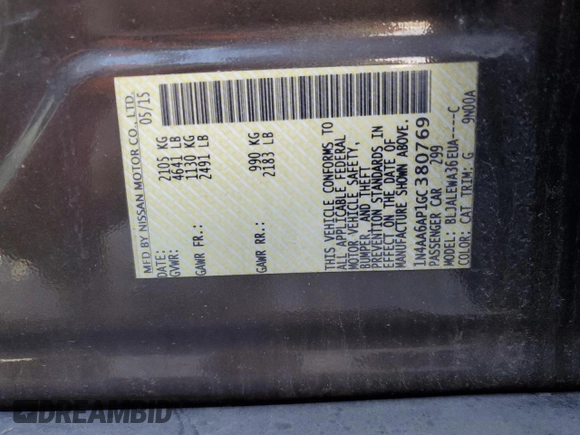 MFD BY NISSAN MOTOR CO., LTD.
DATE: 05/15
GVWR: 2105 KG
4641 LB
GAWR FR.: 1130 KG
2491 LB
GAWR RR.: 990 KG
2183 LB
THIS VEHICLE CONFORMS TO
ALL APPLICABLE FEDERAL
MOTOR VEHICLE SAFETY,
BUMPER, AND THEFT
PREVENTION STANDARDS IN
EFFECT ON THE DATE OF
MANUFACTURE SHOWN ABOVE.
1N4AA6AP1GC380769
PASSENGER CAR /Z99
MODEL: BLJALEWA36EUA----C
COLOR: CAT TRIM: G 9N00A
DREAMBID